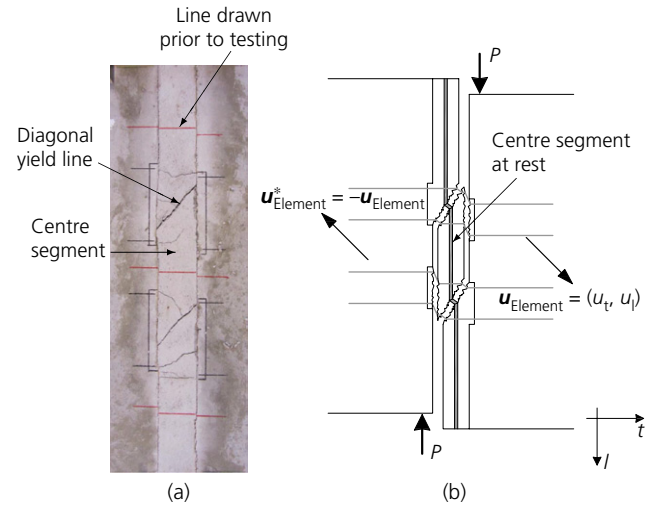 Line drawn
prior to testing
Diagonal
yield line
Centre
segment
(a)
P
Centre segment
at rest
u*Element = –uElement
uElement = (ut, ul)
P
t
l
(b)